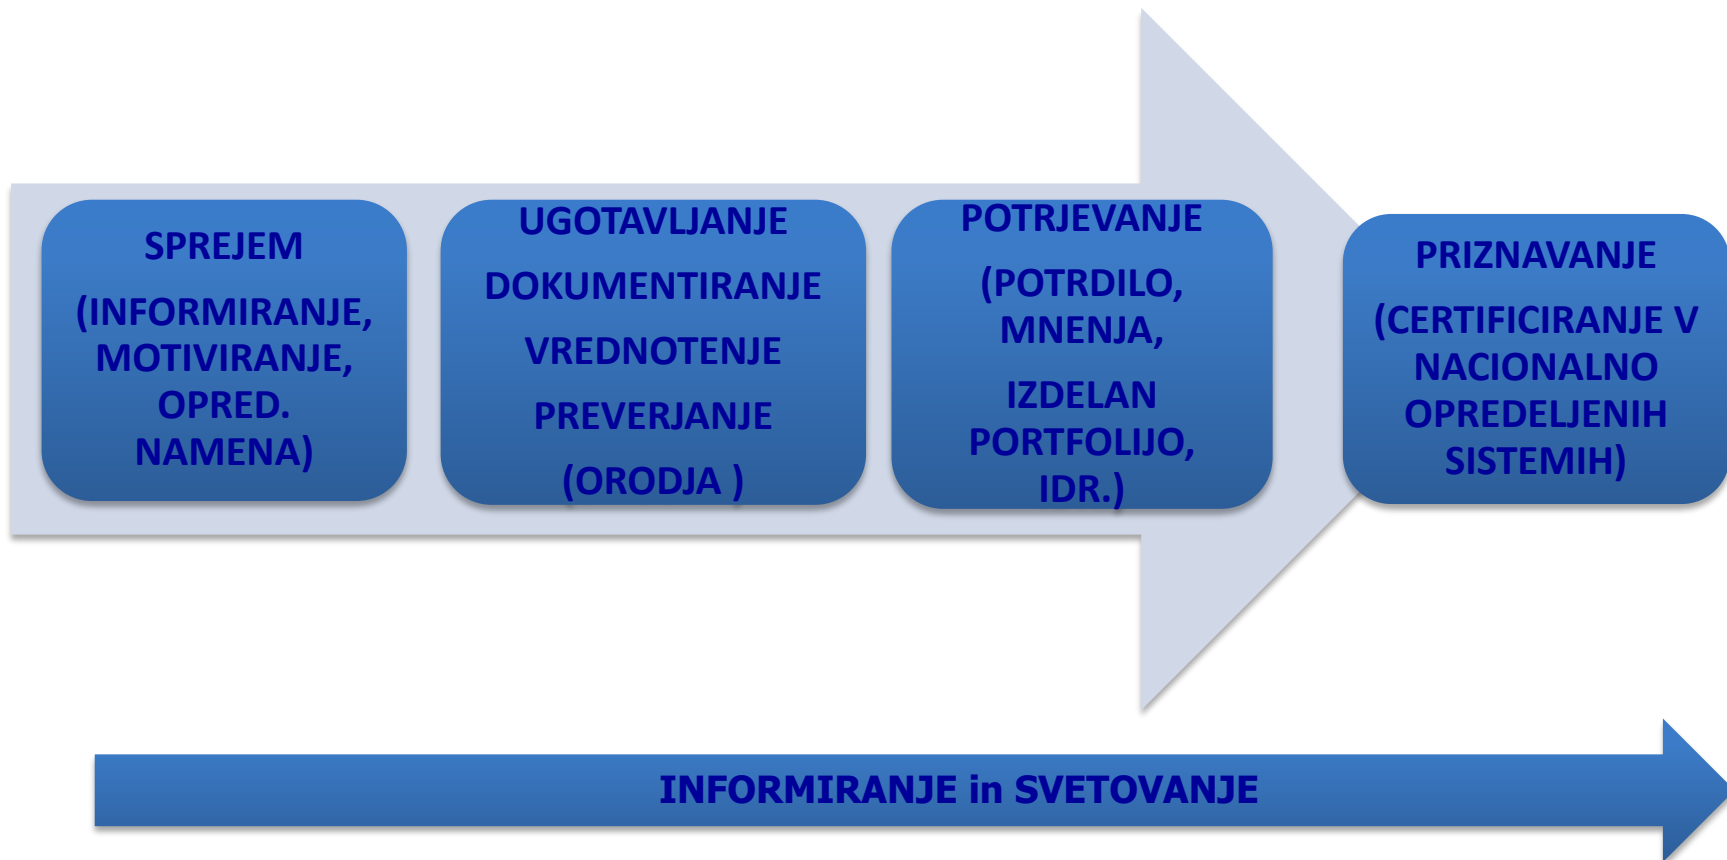 SPREJEM
(INFORMIRANJE,
MOTIVIRANJE,
OPRED.
NAMENA)
UGOTAVLJANJE
DOKUMENTIRANJE
VREDNOTENJE
PREVERJANJE
(ORODJA )
POTRJEVANJE
(POTRDILO,
MNENJA,
IZDELAN
PORTFOLIJO,
IDR.)
PRIZNAVANJE
(CERTIFICIRANJE V
NACIONALNO
OPREDELJENIH
SISTEMIH)
INFORMIRANJE in SVETOVANJE